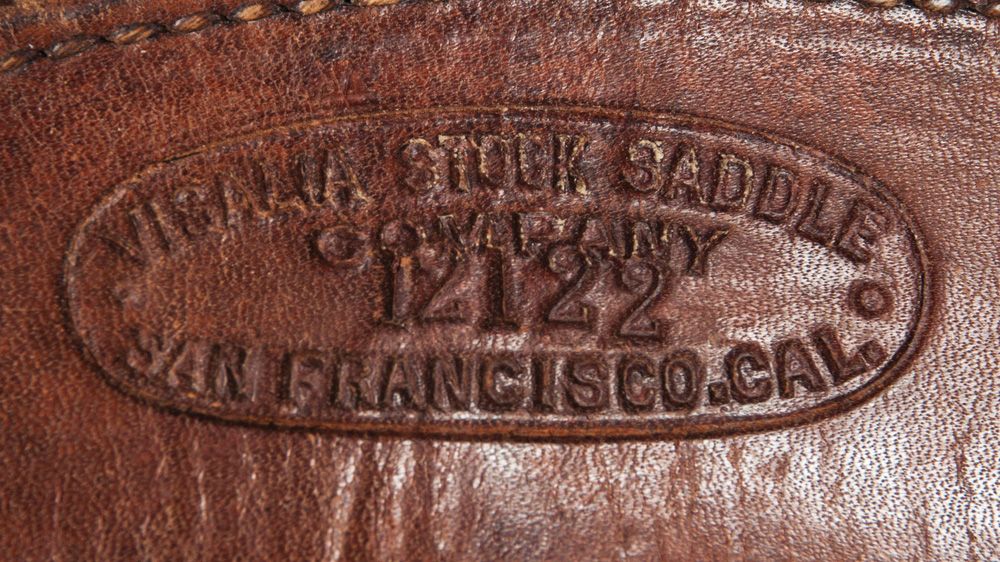 VISALIA STOCK SADDLE
COMPANY
12122
SAN FRANCISCO.CAL.